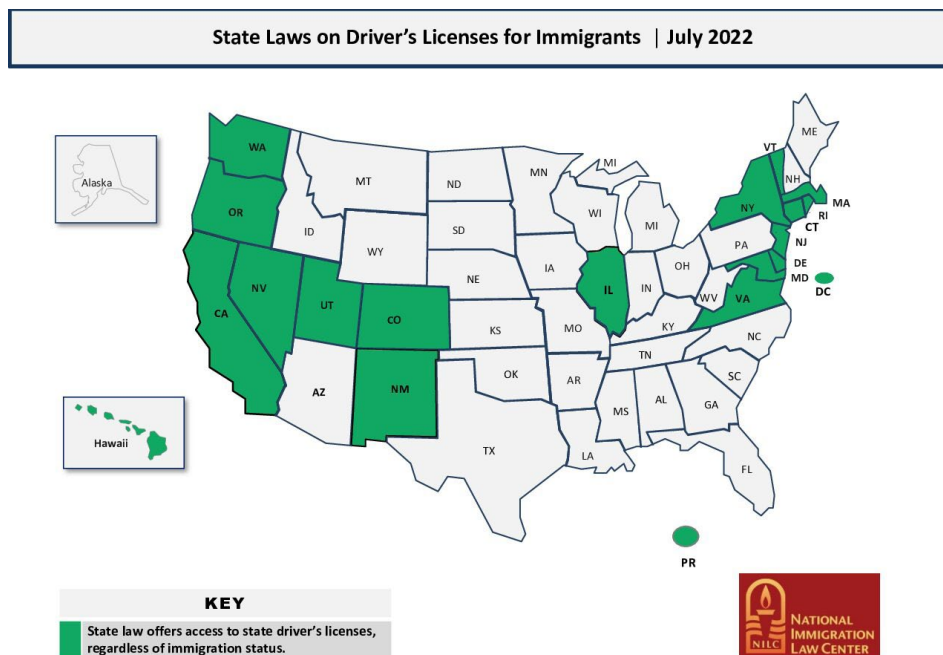 State Laws on Driver's Licenses for Immigrants | July 2022
WA
OR
CA
NV
ID
MT
WY
UT
CO
AZ
NM
ND
SD
NE
KS
OK
TX
MN
IA
MO
AR
LA
WI
IL
MI
MI
IN
OH
KY
TN
MS
AL
GA
FL
SC
NC
VA
WV
PA
NY
VT
NH
ME
MA
RI
CT
NJ
DE
MD
DC
Alaska
Hawaii
PR
KEY
State law offers access to state driver's licenses,
regardless of immigration status.
NILC
NATIONAL
IMMIGRATION
LAW CENTER